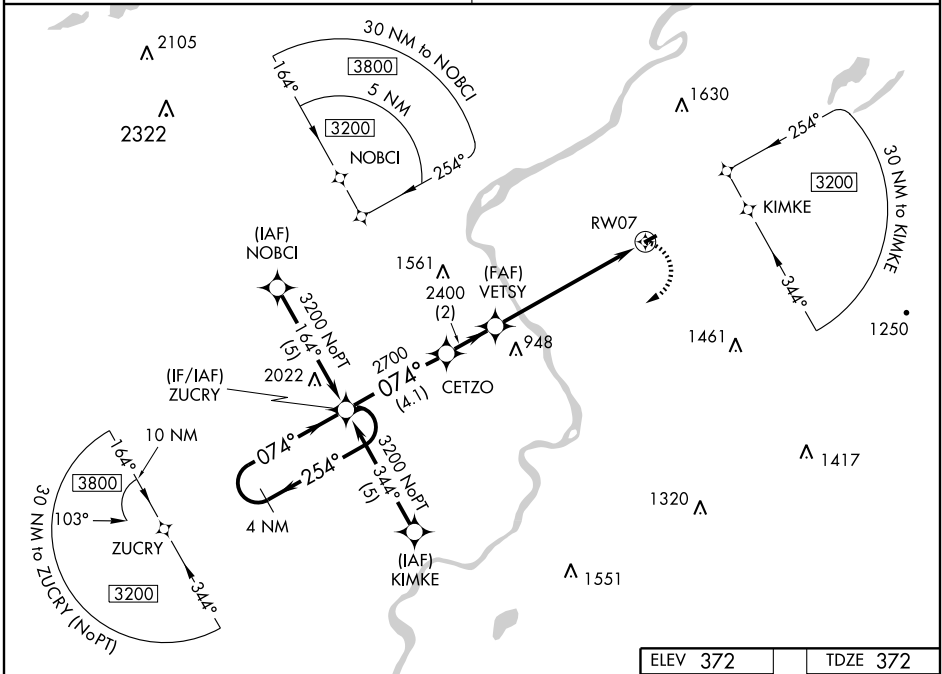 2105
2322
30 NM to NOBCI
3800
164°
5 NM
3200
NOBCI
254°
1630
254°
3200
KIMKE
30 NM to KIMKE
344°
1250
RW07
(IAF)
NOBCI
3200 NoPT
164°
(5)
1561
2400
(2)
(FAF)
VETSY
948
1461
(IF/IAF)
ZUCRY
2022
2700
074°
(4.1)
CETZO
074°
254°
4 NM
3200 NoPT
344°
(5)
(IAF)
KIMKE
10 NM
164°
3800
103°
ZUCRY
3200
344°
30 NM to ZUCRY (NoPT)
1417
1320
1551
ELEV 372
TDZE 372